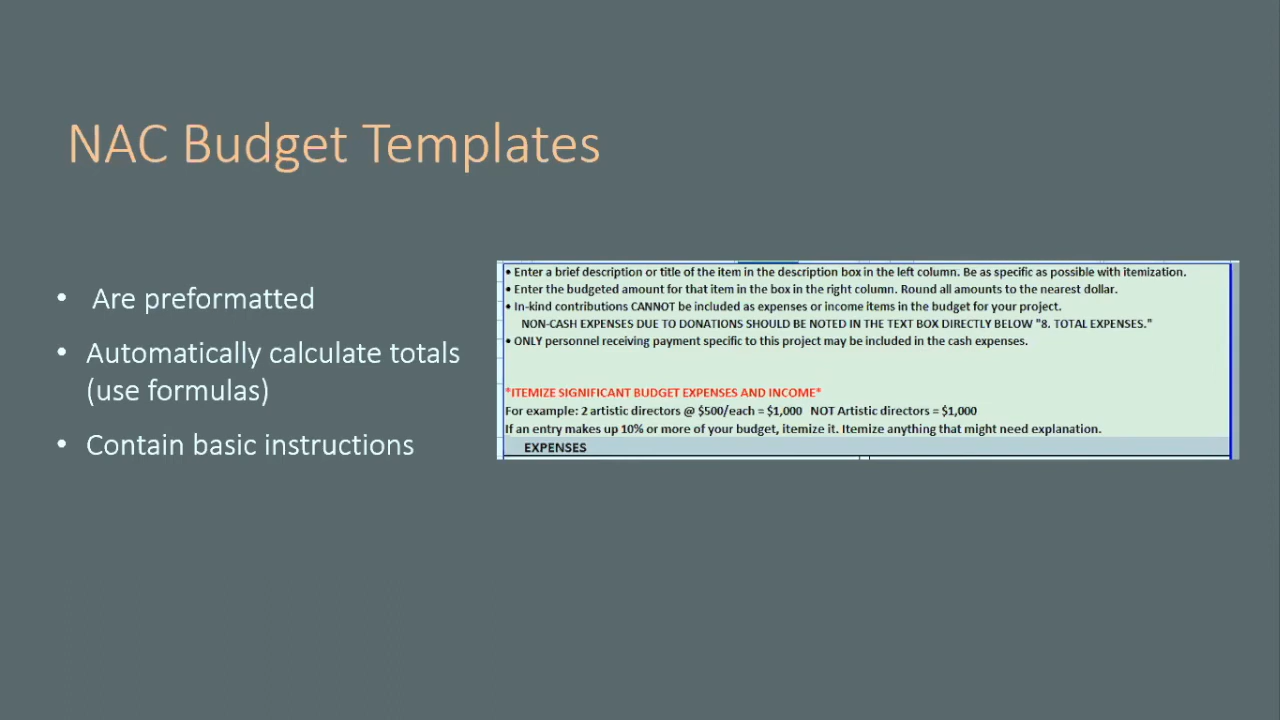 NAC Budget Templates
• Are preformatted
• Automatically calculate totals
(use formulas)
• Contain basic instructions
• Enter a brief description or title of the item in the description box in the left column. Be as specific as possible with itemization.
• Enter the budgeted amount for that item in the box in the right column. Round all amounts to the nearest dollar.
• In-kind contributions CANNOT be included as expenses or income items in the budget for your project.
NON-CASH EXPENSES DUE TO DONATIONS SHOULD BE NOTED IN THE TEXT BOX DIRECTLY BELOW "8. TOTAL EXPENSES."
• ONLY personnel receiving payment specific to this project may be included in the cash expenses.
*ITEMIZE SIGNIFICANT BUDGET EXPENSES AND INCOME*
For example: 2 artistic directors @ $500/each = $1,000 NOT Artistic directors = $1,000
If an entry makes up 10% or more of your budget, itemize it. Itemize anything that might need explanation.
EXPENSES